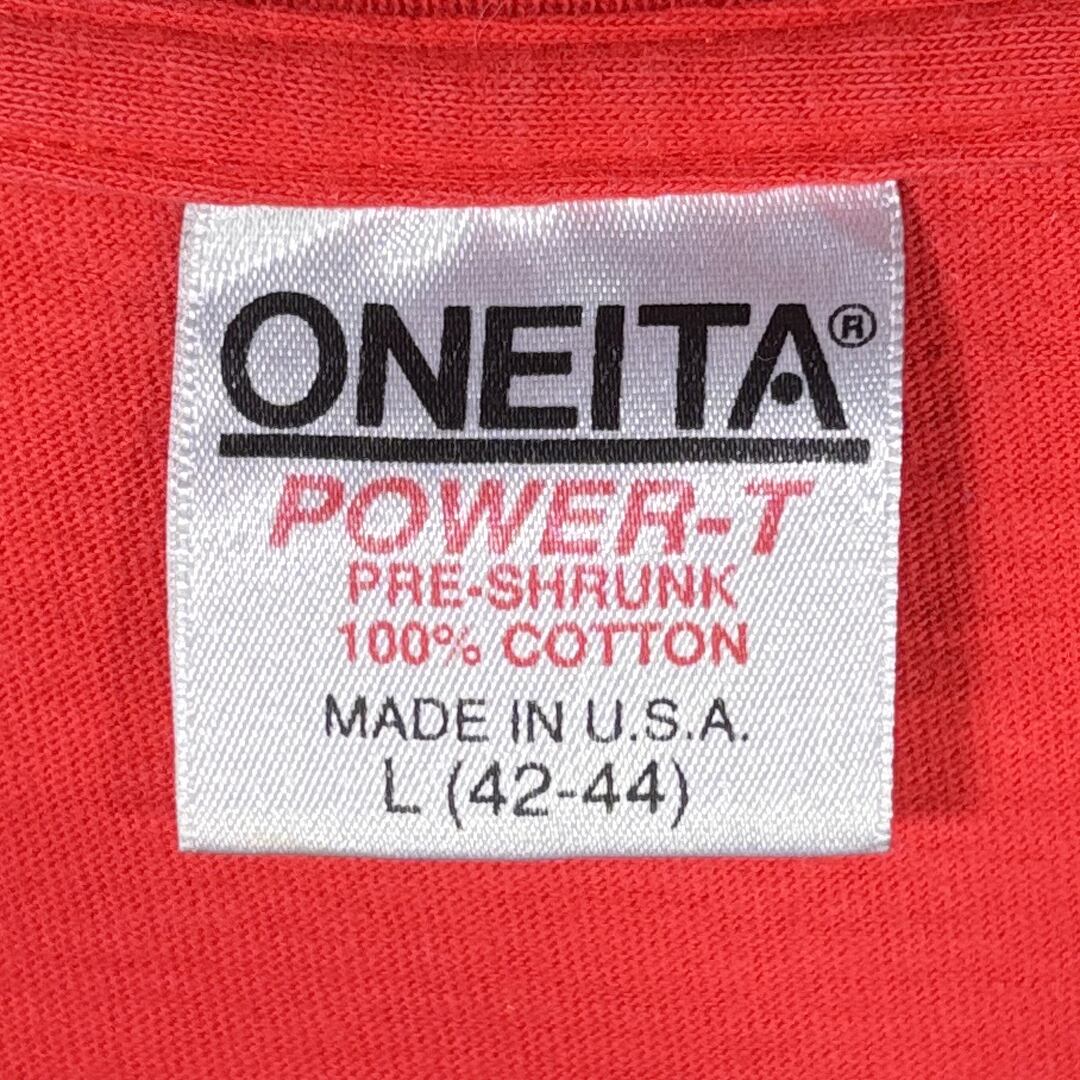 ONEITA®
POWER-T
PRE-SHRUNK
100% COTTON
MADE IN U.S.A.
L (42-44)